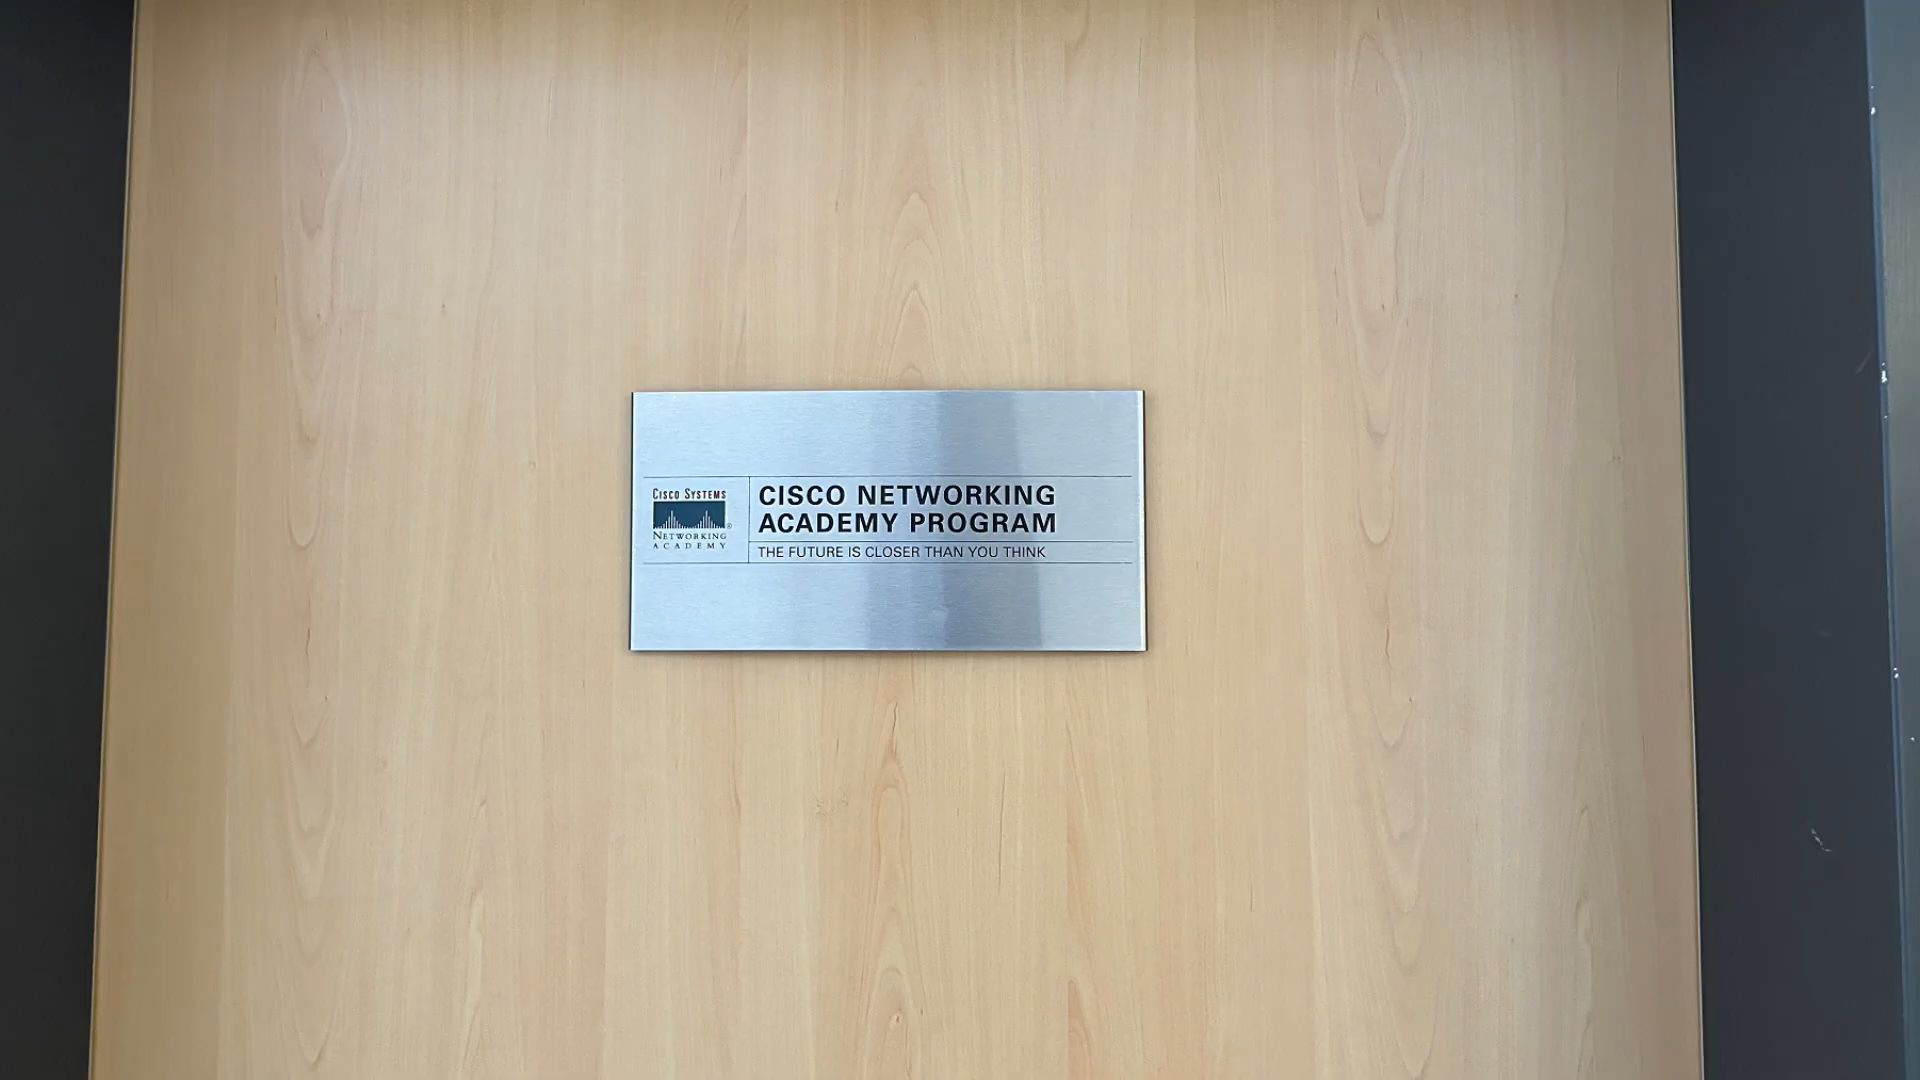 CISCO SYSTEMS
NETWORKING
ACADEMY
CISCO NETWORKING
ACADEMY PROGRAM
THE FUTURE IS CLOSER THAN YOU THINK